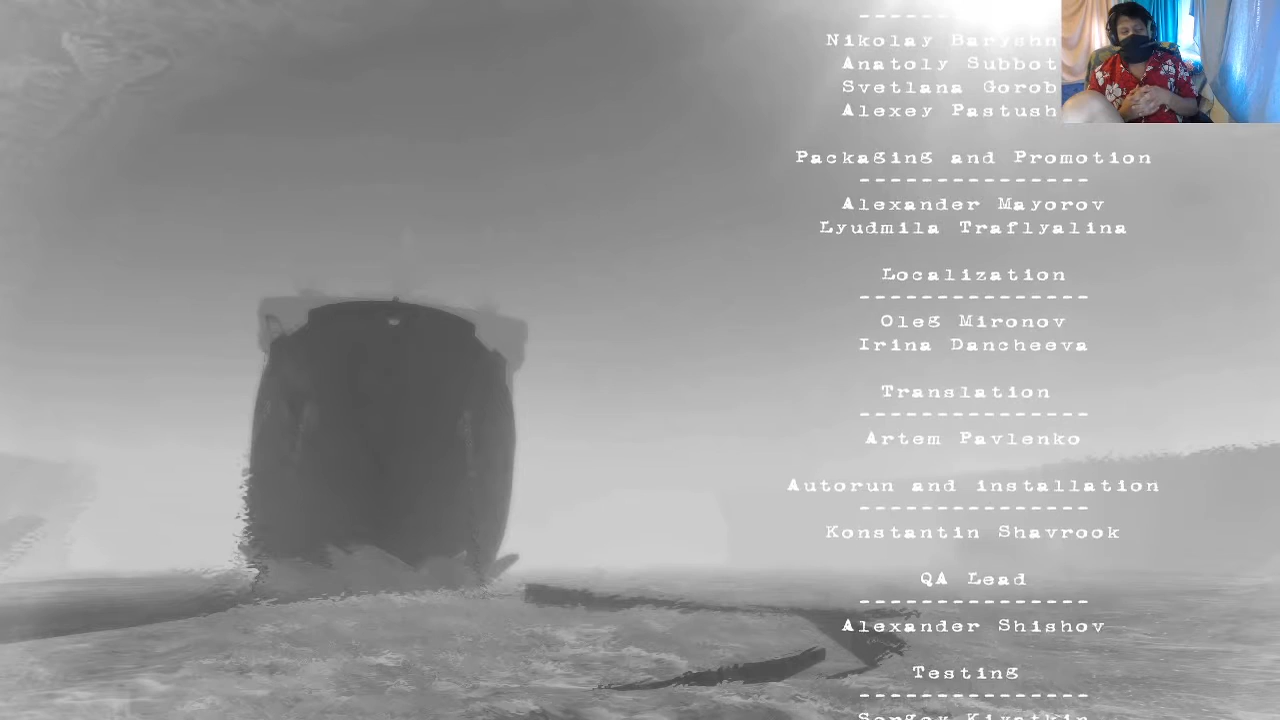 --------------
Nikolay Baryshn
Anatoly Subbot
Svetlana Gorob
Alexey Pastush
Packaging and Promotion
--------------
Alexander Mayorov
Lyudmila Traflyalina
Localization
--------------
Oleg Mironov
Irina Dancheeva
Translation
--------------
Artem Pavlenko
Autorun and installation
--------------
Konstantin Shavrook
QA Lead
--------------
Alexander Shishov
Testing
--------------